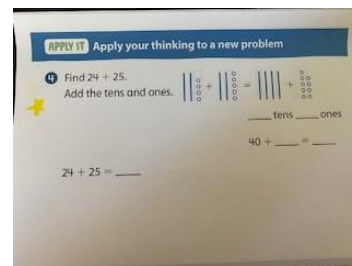 APPLY IT Apply your thinking to a new problem
4 Find 24 + 25.
Add the tens and ones.
+ = +
____ tens ____ ones
40 + ____ = ____
24 + 25 = ____